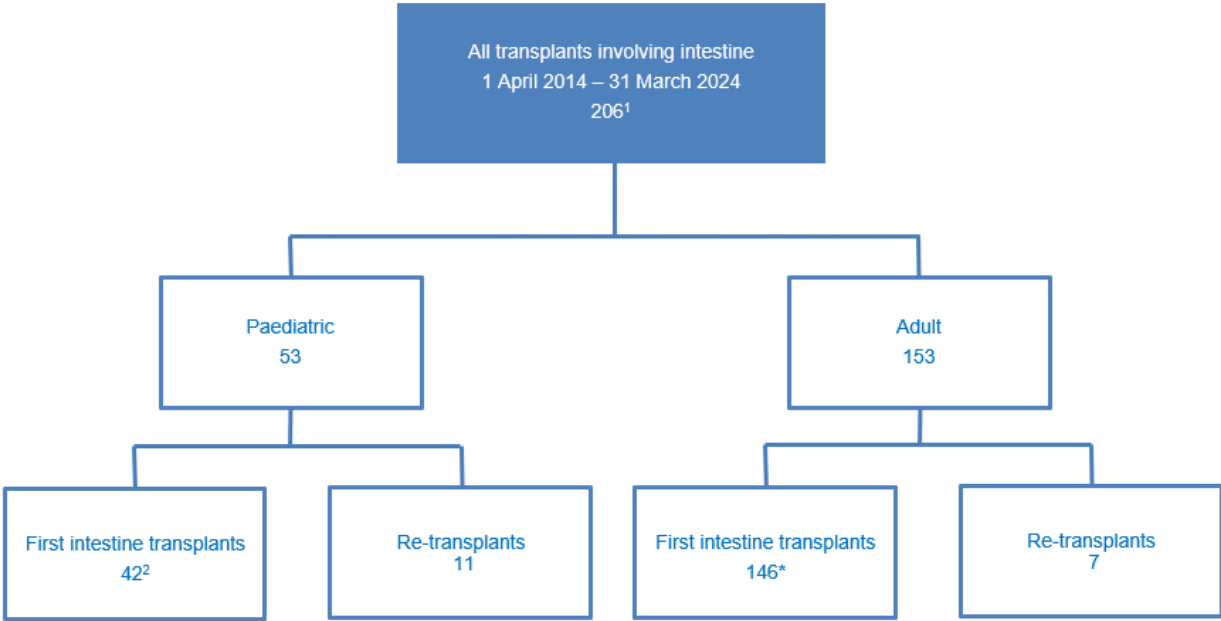 All transplants involving intestine
1 April 2014 – 31 March 2024
206¹
Paediatric
53
Adult
153
First intestine transplants
42²
Re-transplants
11
First intestine transplants
146*
Re-transplants
7